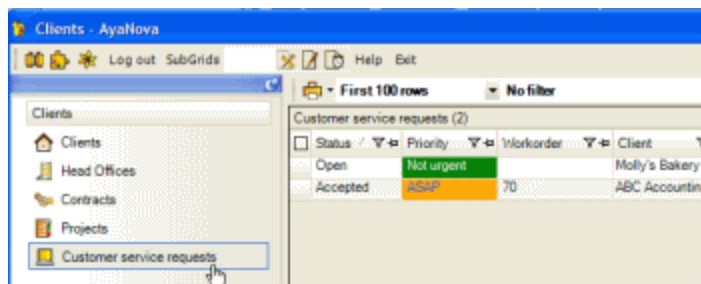 Clients - AyaNova
Log out SubGrids Help Exit
First 100 rows No filter
Clients
Customer service requests (2)
Clients
Status Priority Workorder Client
Head Offices
Open Not urgent Molly's Bakery
Contracts
Accepted ASAP 70 ABC Accountin
Projects
Customer service requests